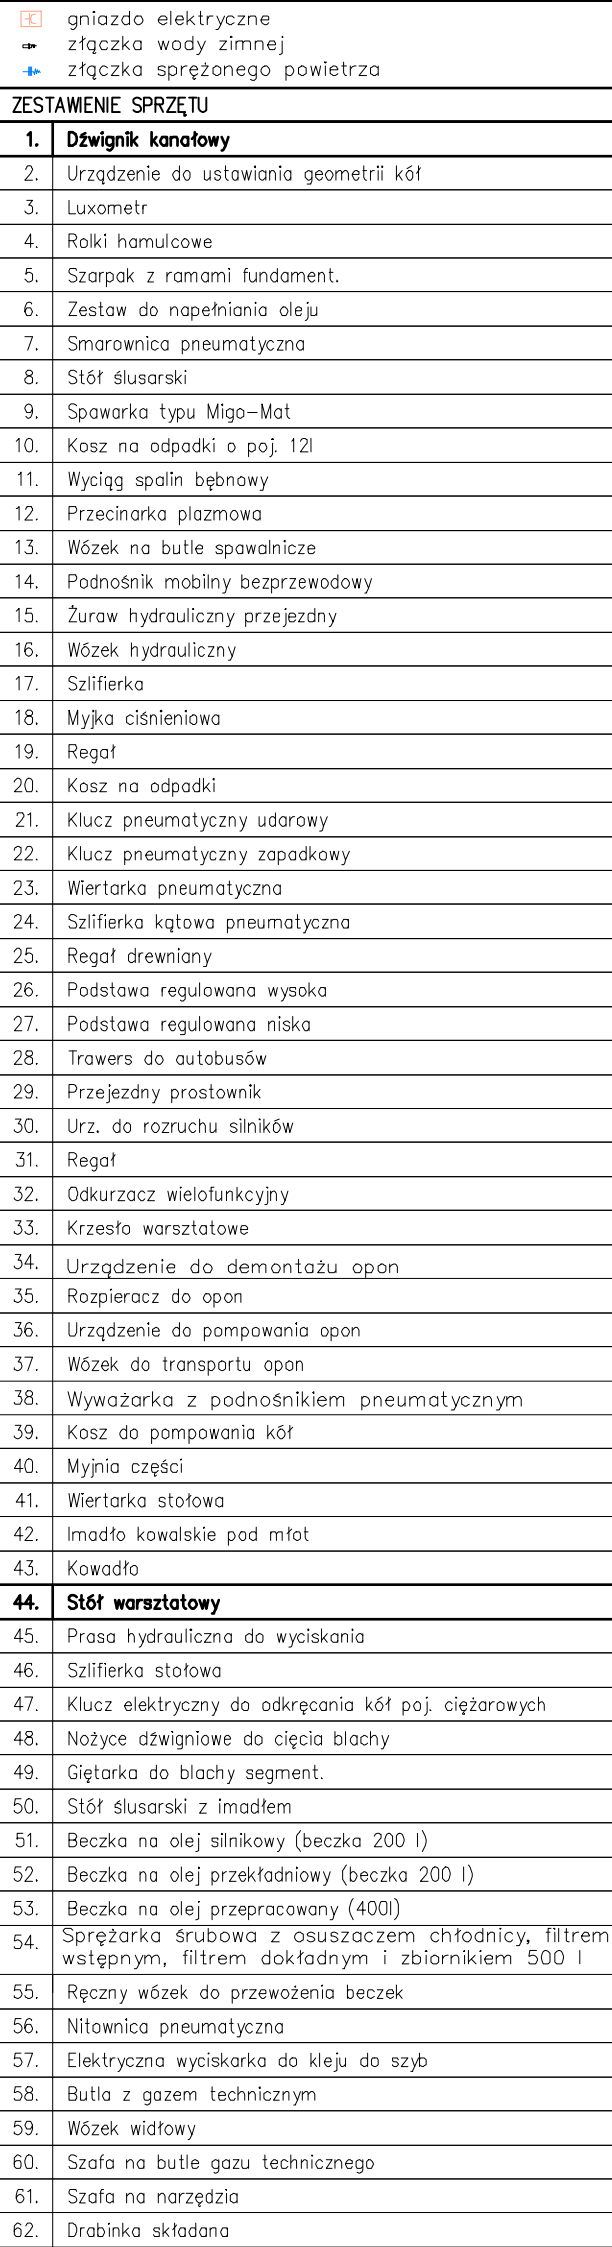 gniazdo elektryczne
złączka wody zimnej
złączka sprężonego powietrza
ZESTAWIENIE SPRZĘTU
1. Dźwignik kanałowy
2. Urządzenie do ustawiania geometrii kół
3. Luxometr
4. Rolki hamulcowe
5. Szarpak z ramami fundament.
6. Zestaw do napełniania oleju
7. Smarownica pneumatyczna
8. Stół ślusarski
9. Spawarka typu Migo-Mat
10. Kosz na odpadki o poj. 12l
11. Wyciąg spalin bębnowy
12. Przecinarka plazmowa
13. Wózek na butle spawalnicze
14. Podnośnik mobilny bezprzewodowy
15. Żuraw hydrauliczny przejezdny
16. Wózek hydrauliczny
17. Szlifierka
18. Myjka ciśnieniowa
19. Regał
20. Kosz na odpadki
21. Klucz pneumatyczny udarowy
22. Klucz pneumatyczny zapadkowy
23. Wiertarka pneumatyczna
24. Szlifierka kątowa pneumatyczna
25. Regał drewniany
26. Podstawa regulowana wysoka
27. Podstawa regulowana niska
28. Trawers do autobusów
29. Przejezdny prostownik
30. Urz. do rozruchu silników
31. Regał
32. Odkurzacz wielofunkcyjny
33. Krzesło warsztatowe
34. Urządzenie do demontażu opon
35. Rozpieracz do opon
36. Urządzenie do pompowania opon
37. Wózek do transportu opon
38. Wyważarka z podnośnikiem pneumatycznym
39. Kosz do pompowania kół
40. Myjnia części
41. Wiertarka stołowa
42. Imadło kowalskie pod młot
43. Kowadło
44. Stół warsztatowy
45. Prasa hydrauliczna do wyciskania
46. Szlifierka stołowa
47. Klucz elektryczny do odkręcania kół poj. ciężarowych
48. Nożyce dźwigniowe do cięcia blachy
49. Giętarka do blachy segment.
50. Stół ślusarski z imadłem
51. Beczka na olej silnikowy (beczka 200 l)
52. Beczka na olej przekładniowy (beczka 200 l)
53. Beczka na olej przepracowany (400l)
54. Sprężarka śrubowa z osuszaczem chłodnicy, filtrem
wstępnym, filtrem dokładnym i zbiornikiem 500 l
55. Ręczny wózek do przewożenia beczek
56. Nitownica pneumatyczna
57. Elektryczna wyciskarka do kleju do szyb
58. Butla z gazem technicznym
59. Wózek widłowy
60. Szafa na butle gazu technicznego
61. Szafa na narzędzia
62. Drabinka składana